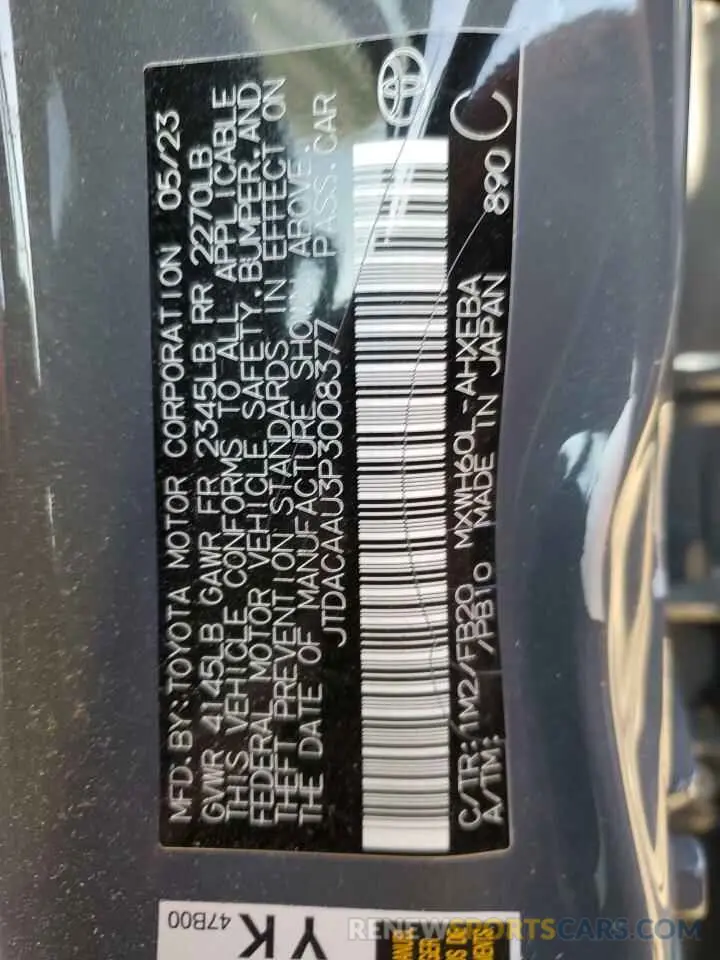 MFD. BY: TOYOTA MOTOR CORPORATION 05/23
GVWR 4145LB GAWR FR 2345LB RR 2270LB
THIS VEHICLE CONFORMS TO ALL APPLICABLE
FEDERAL MOTOR VEHICLE SAFETY, BUMPER, AND
THEFT PREVENTION STANDARDS IN EFFECT ON
THE DATE OF MANUFACTURE SHOWN ABOVE.
JTDACAAU3P3008377 PASS. CAR
C/TR: 1M2/FB20 MXWH60L-AHXEBA
A/TM: /PB10 MADE IN JAPAN 890
47B00
YK
RENEWSPORTSCARS.COM